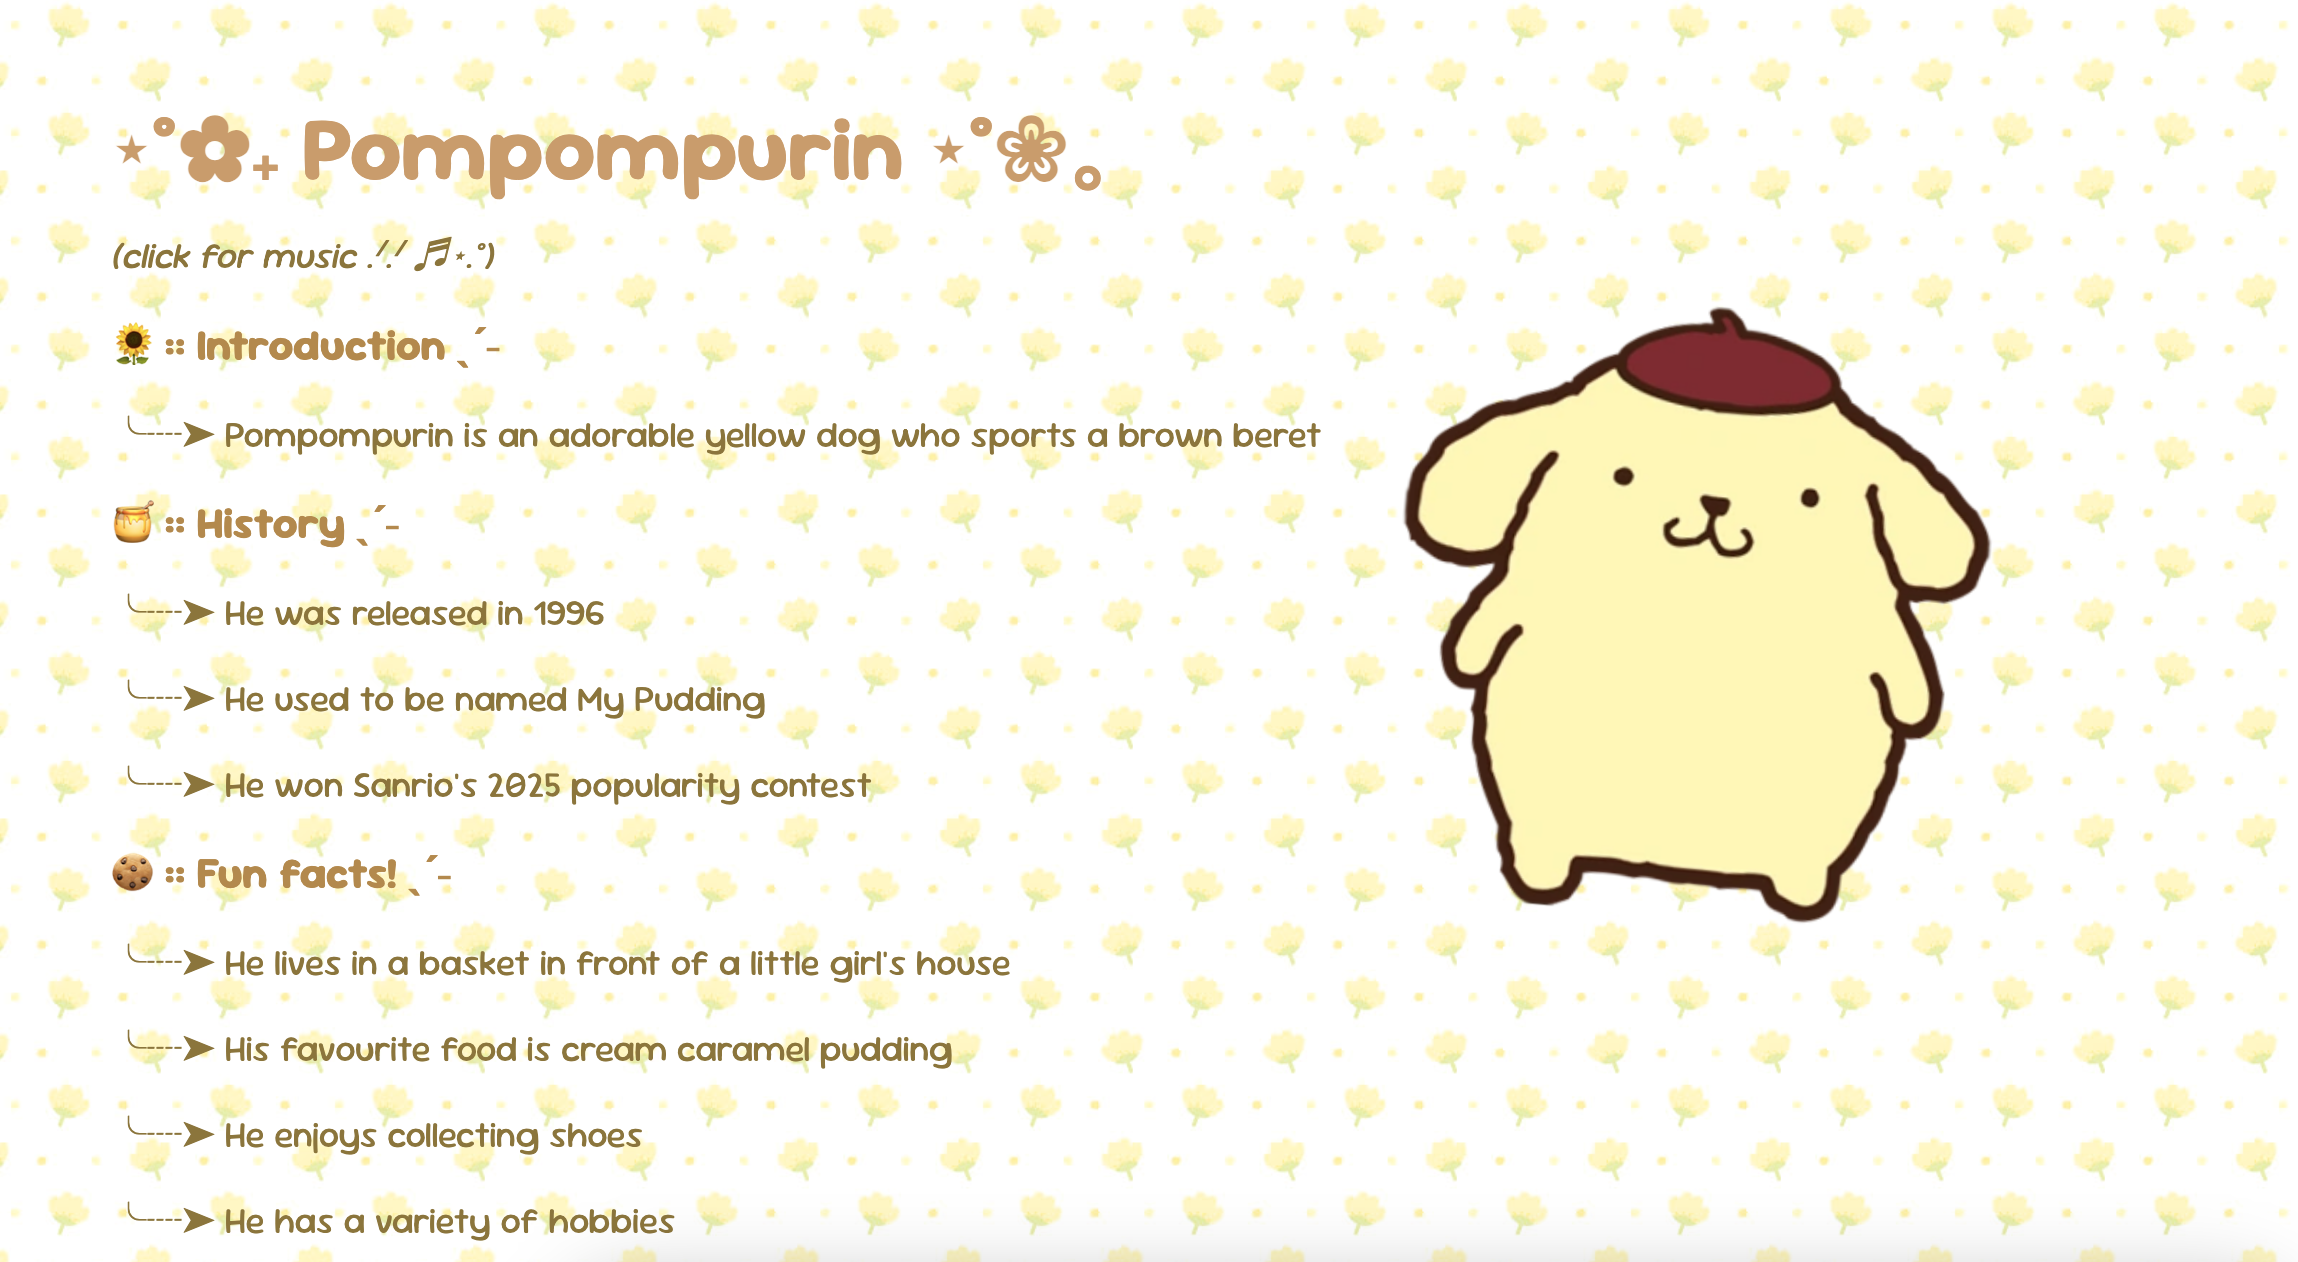 ⋆˚✿₊ Pompompurin ⋆˚❀｡
(click for music .ᐟ.ᐟ ♬⋆.˚)
🌻 :: Introduction ˎˊ-
╰┈➤ Pompompurin is an adorable yellow dog who sports a brown beret
🍯 :: History ˎˊ-
╰┈➤ He was released in 1996
╰┈➤ He used to be named My Pudding
╰┈➤ He won Sanrio's 2025 popularity contest
🍪 :: Fun facts! ˎˊ-
╰┈➤ He lives in a basket in front of a little girl's house
╰┈➤ His favourite food is cream caramel pudding
╰┈➤ He enjoys collecting shoes
╰┈➤ He has a variety of hobbies